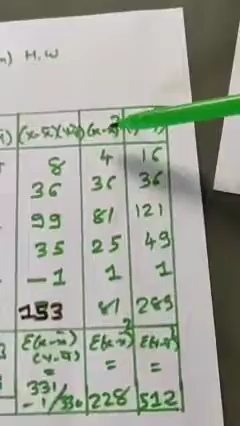 ) H.W
(x-x̄)(y-ȳ) (x-x̄)²
8 4 16
36 36 36
99 81 121
35 25 49
-1 1 1
153 81 289
Σ(x-x̄) Σ(x-x̄)² Σ(y-ȳ)²
(y-ȳ) = =
=
331
-1/330 228 512